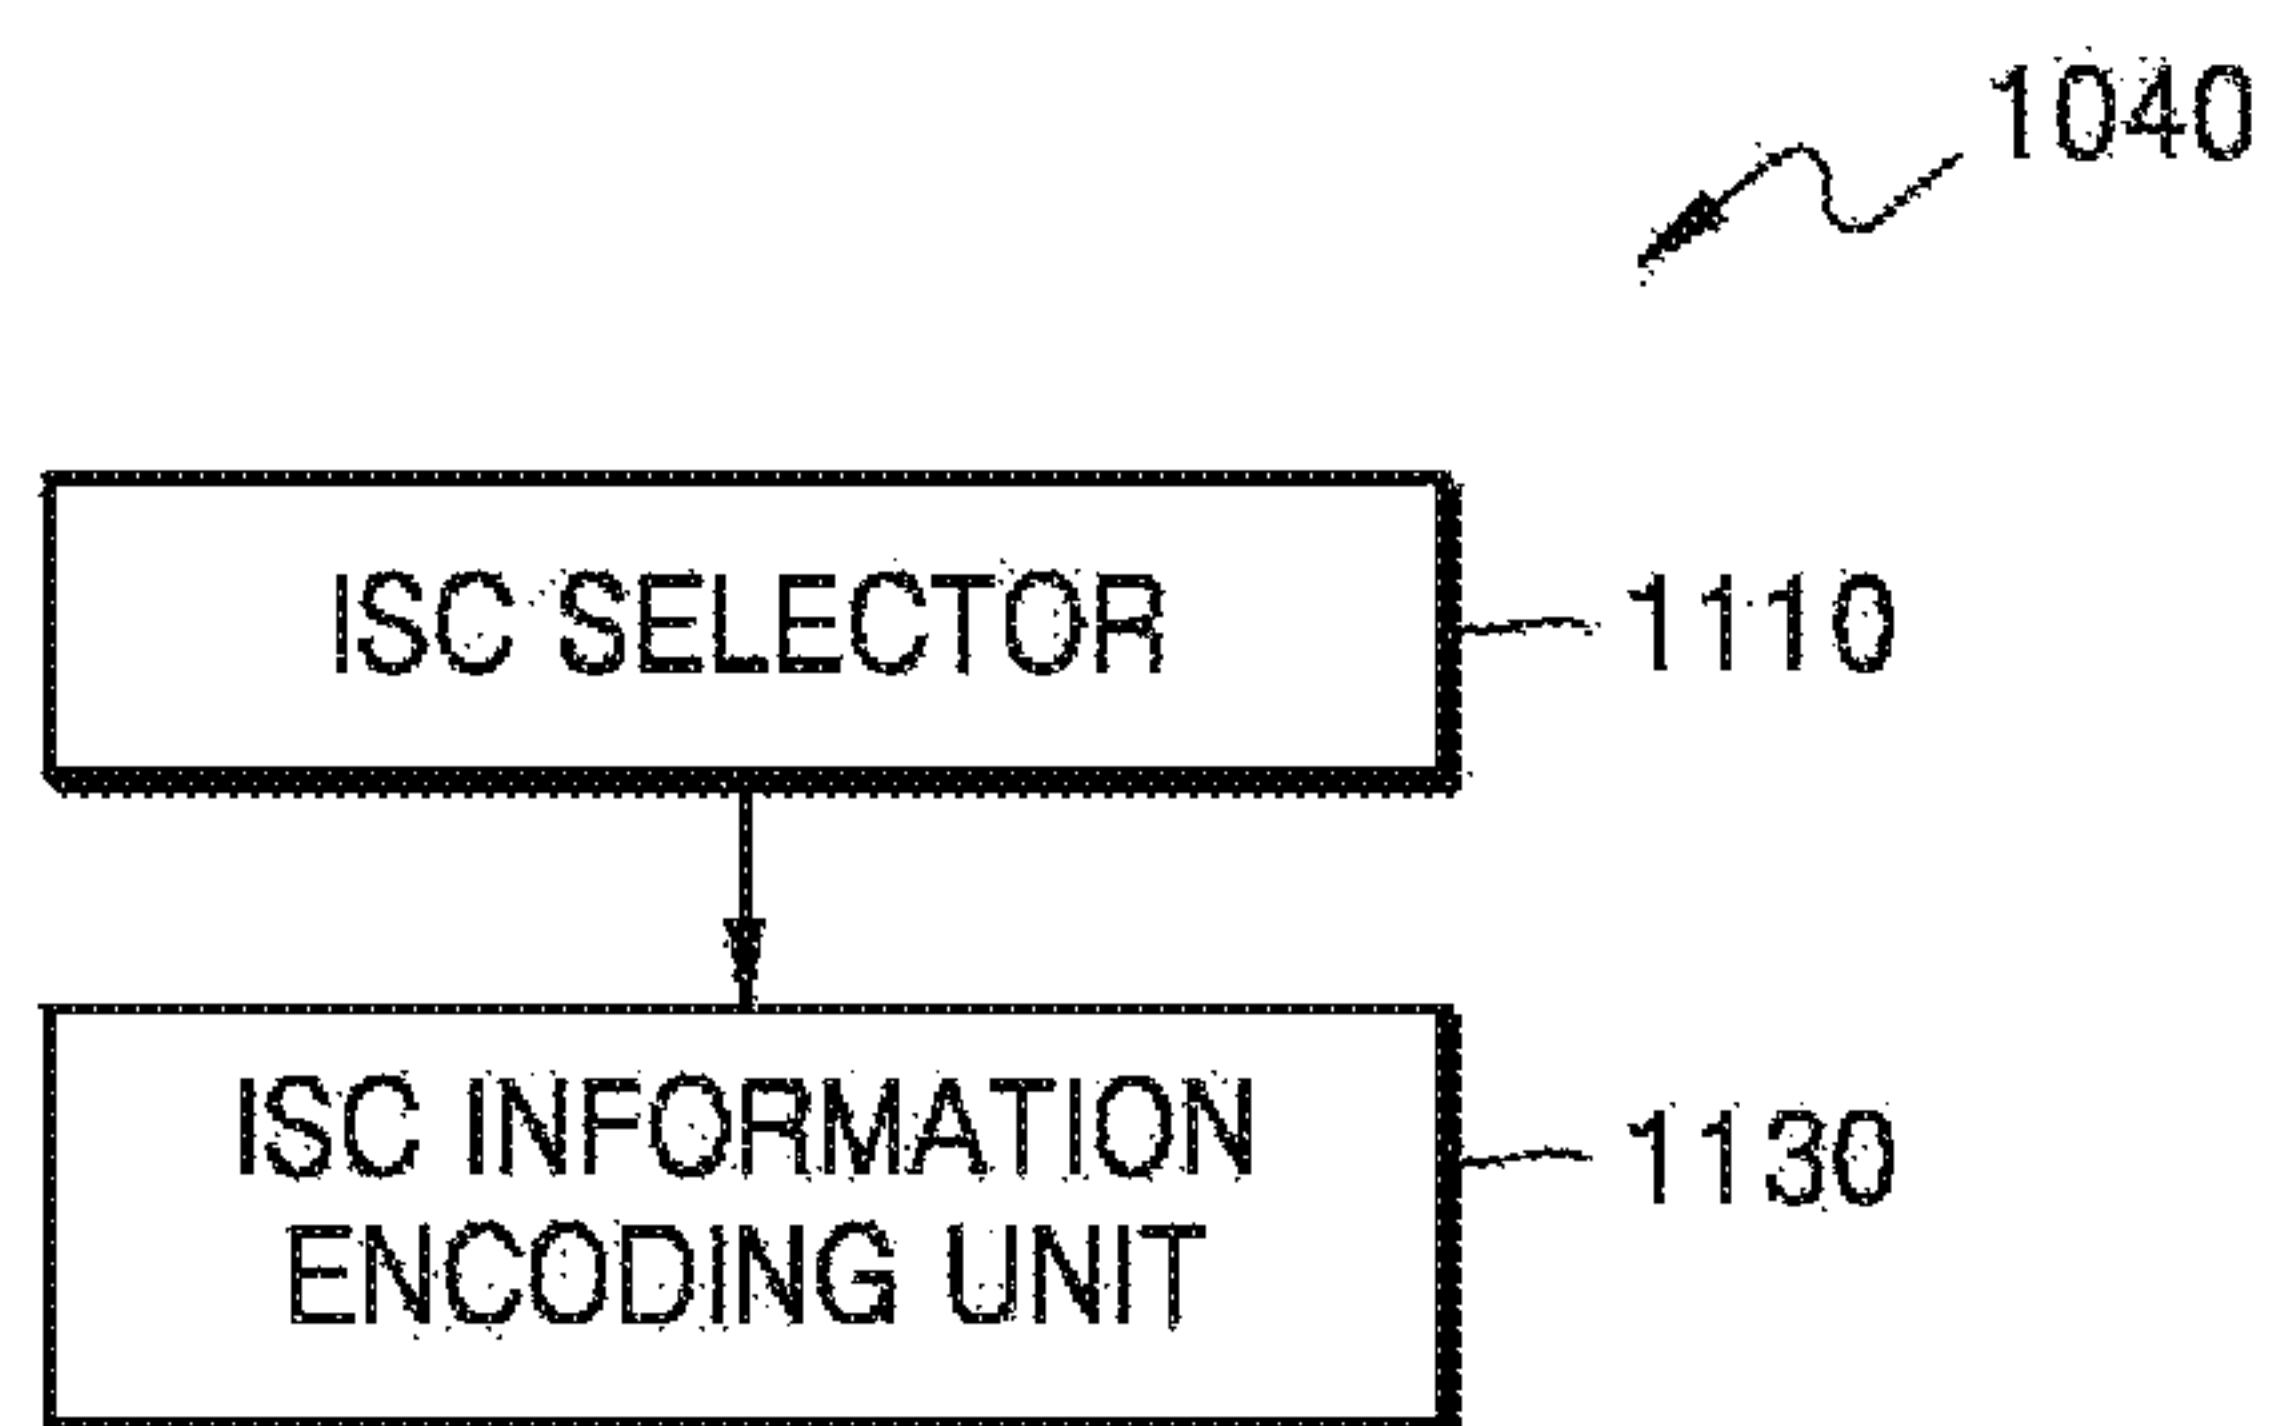 1040
ISC SELECTOR
1110
ISC INFORMATION
ENCODING UNIT
1130